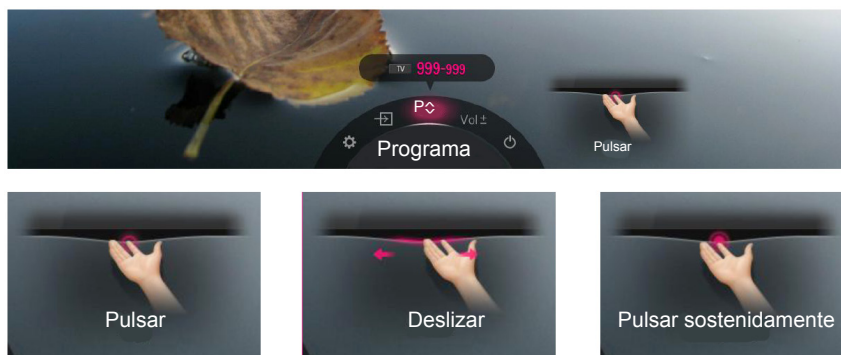 TV 999-999
P
Vol ±
Programa
Pulsar
Pulsar
Deslizar
Pulsar sostenidamente